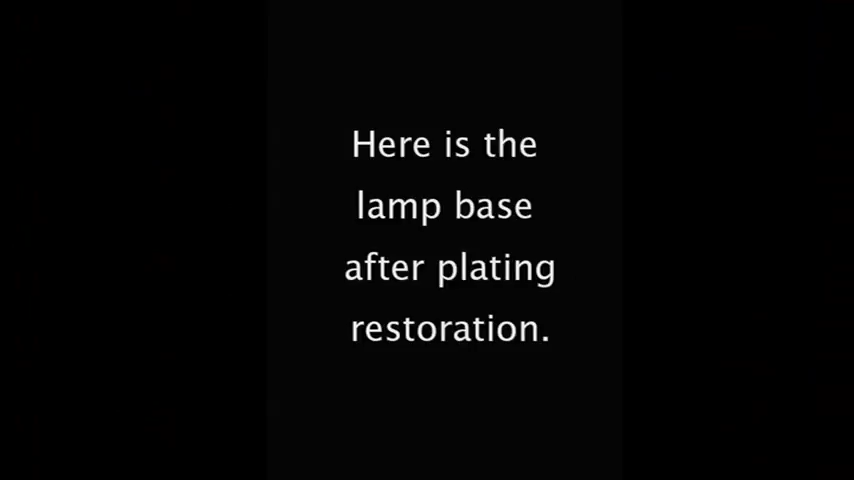 Here is the
lamp base
after plating
restoration.